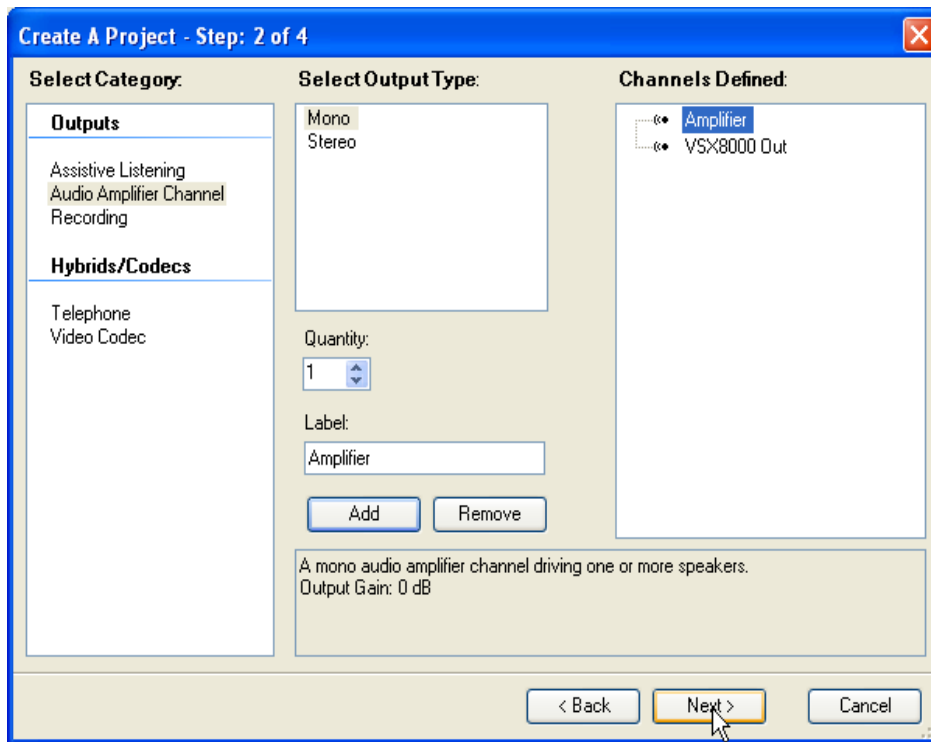 Create A Project - Step: 2 of 4
Select Category:
Outputs
Assistive Listening
Audio Amplifier Channel
Recording
Hybrids/Codecs
Telephone
Video Codec
Select Output Type:
Mono
Stereo
Quantity:
1
Label:
Amplifier
Add
Remove
Channels Defined:
Amplifier
VSX8000 Out
A mono audio amplifier channel driving one or more speakers.
Output Gain: 0 dB
< Back
Next >
Cancel